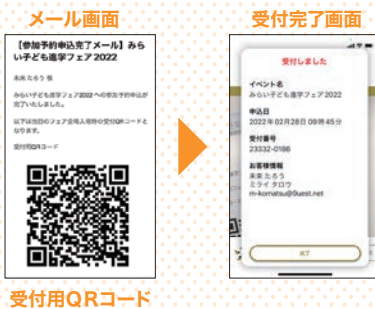 メール画面
【参加予約申込完了メール】みら
い子ども進学フェア2022
未来 たろう 様
みらい子ども進学フェア2022 への参加予約申込が
完了いたしました。
以下は当日のフェア会場入場時の受付QRコードと
なります。
受付用QRコード
受付用QRコード
受付完了画面
受付しました
イベント名
みらい子ども進学フェア2022
申込日
2022年02月28日 09時45分
受付番号
23332-0186
お客様情報
未来 たろう
ミライ タロウ
m-komatsu@9uest.net
完了